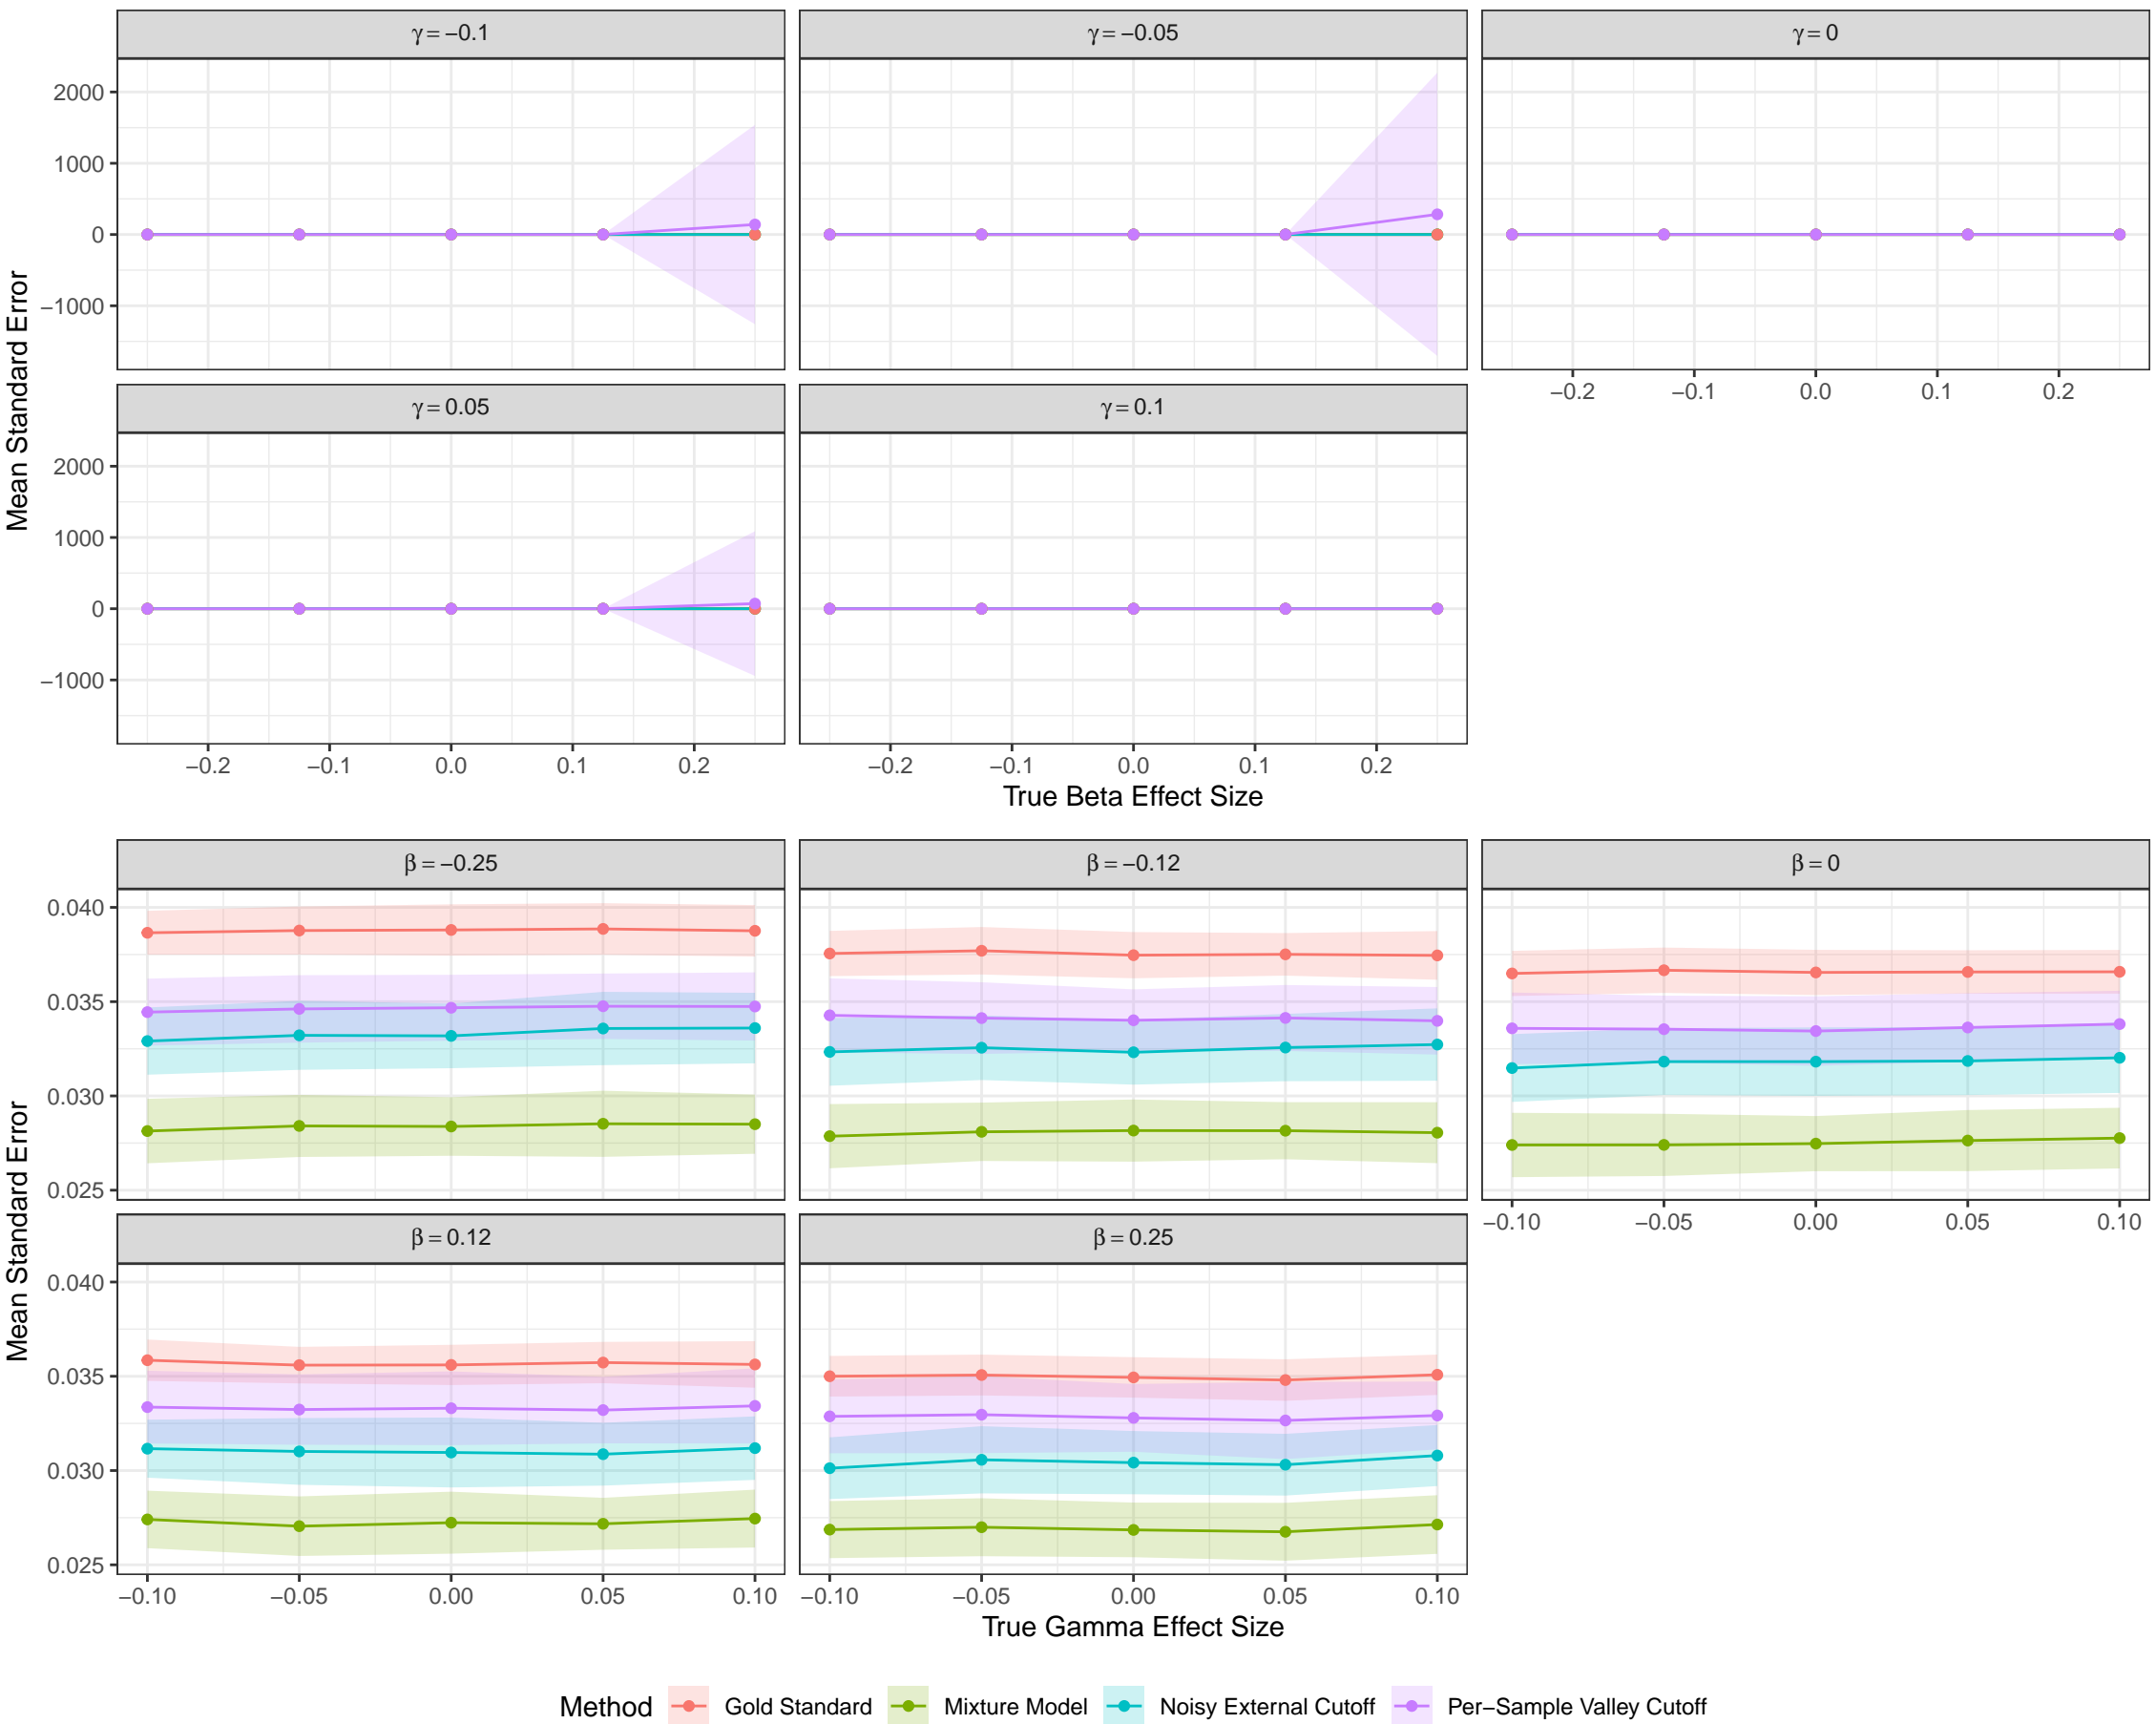 γ = −0.1
γ = −0.05
γ = 0
2000
1000
0
−1000
−0.2 −0.1 0.0 0.1 0.2
γ = 0.05
γ = 0.1
2000
1000
0
−1000
−0.2 −0.1 0.0 0.1 0.2
−0.2 −0.1 0.0 0.1 0.2
Mean Standard Error
True Beta Effect Size
β = −0.25
β = −0.12
β = 0
0.040
0.035
0.030
0.025
−0.10 −0.05 0.00 0.05 0.10
β = 0.12
β = 0.25
0.040
0.035
0.030
0.025
−0.10 −0.05 0.00 0.05 0.10
−0.10 −0.05 0.00 0.05 0.10
Mean Standard Error
True Gamma Effect Size
Method Gold Standard Mixture Model Noisy External Cutoff Per−Sample Valley Cutoff